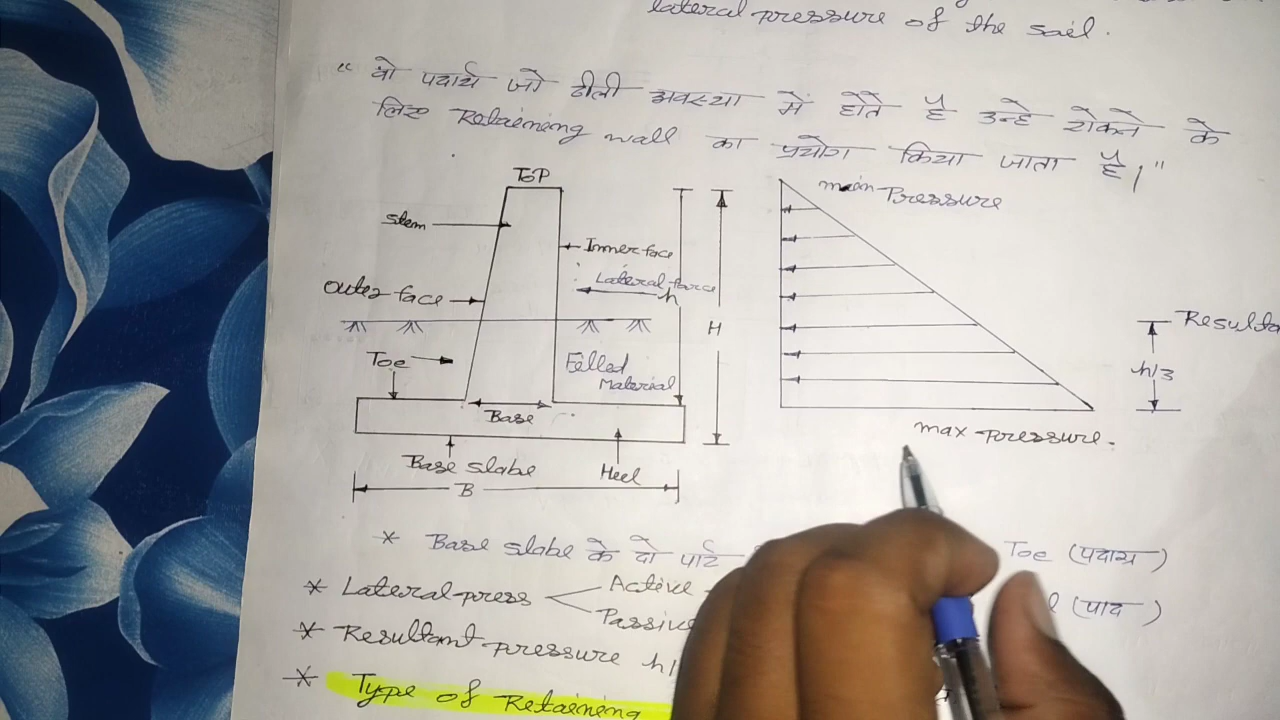 lateral pressure of the soil.
“ वो पदार्थ जो ढीली अवस्था में होते है उन्हे रोकने के
लिए Retaining wall का प्रयोग किया जाता है।”
TOP
Stem
Inner face
Outer face
Lateral force
h
H
Toe
Filled
Material
Base
Base slabe
Heel
B
min Pressure
Resulta
h/3
max pressure.
* Base slabe के दो पार्ट
Toe (पदाग्र)
* Lateral press
Active
Passive
(पाद)
* Resultant pressure h/
* Type of Retaining